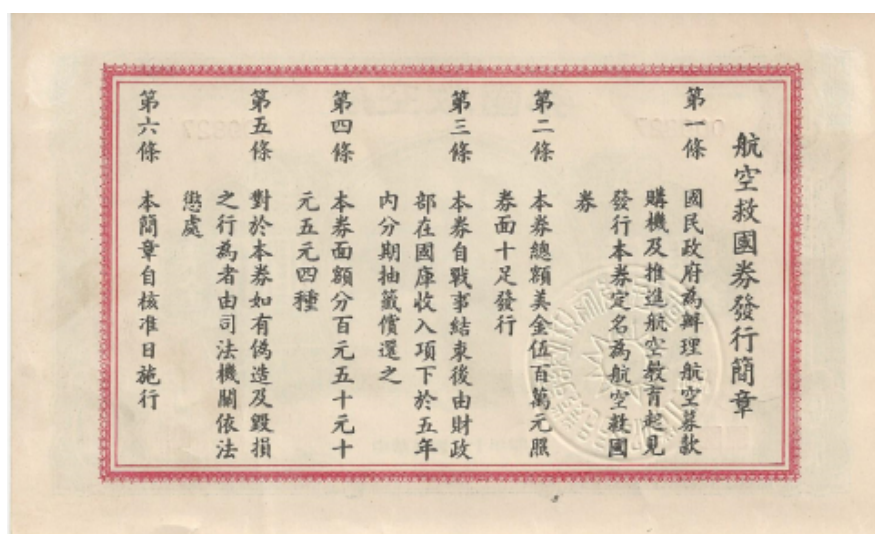 航空救國券發行簡章
第一條 國民政府為辦理航空募款
購機及推進航空教育起見
發行本券定名為航空救國
券
第二條 本券總額美金伍百萬元照
券面十足發行
第三條 本券自戰事結束後由財政
部在國庫收入項下於五年
內分期抽籤償還之
第四條 本券面額分百元五十元十
元五元四種
第五條 對於本券如有偽造及毀損
之行為者由司法機關依法
懲處
第六條 本簡章自核准日施行